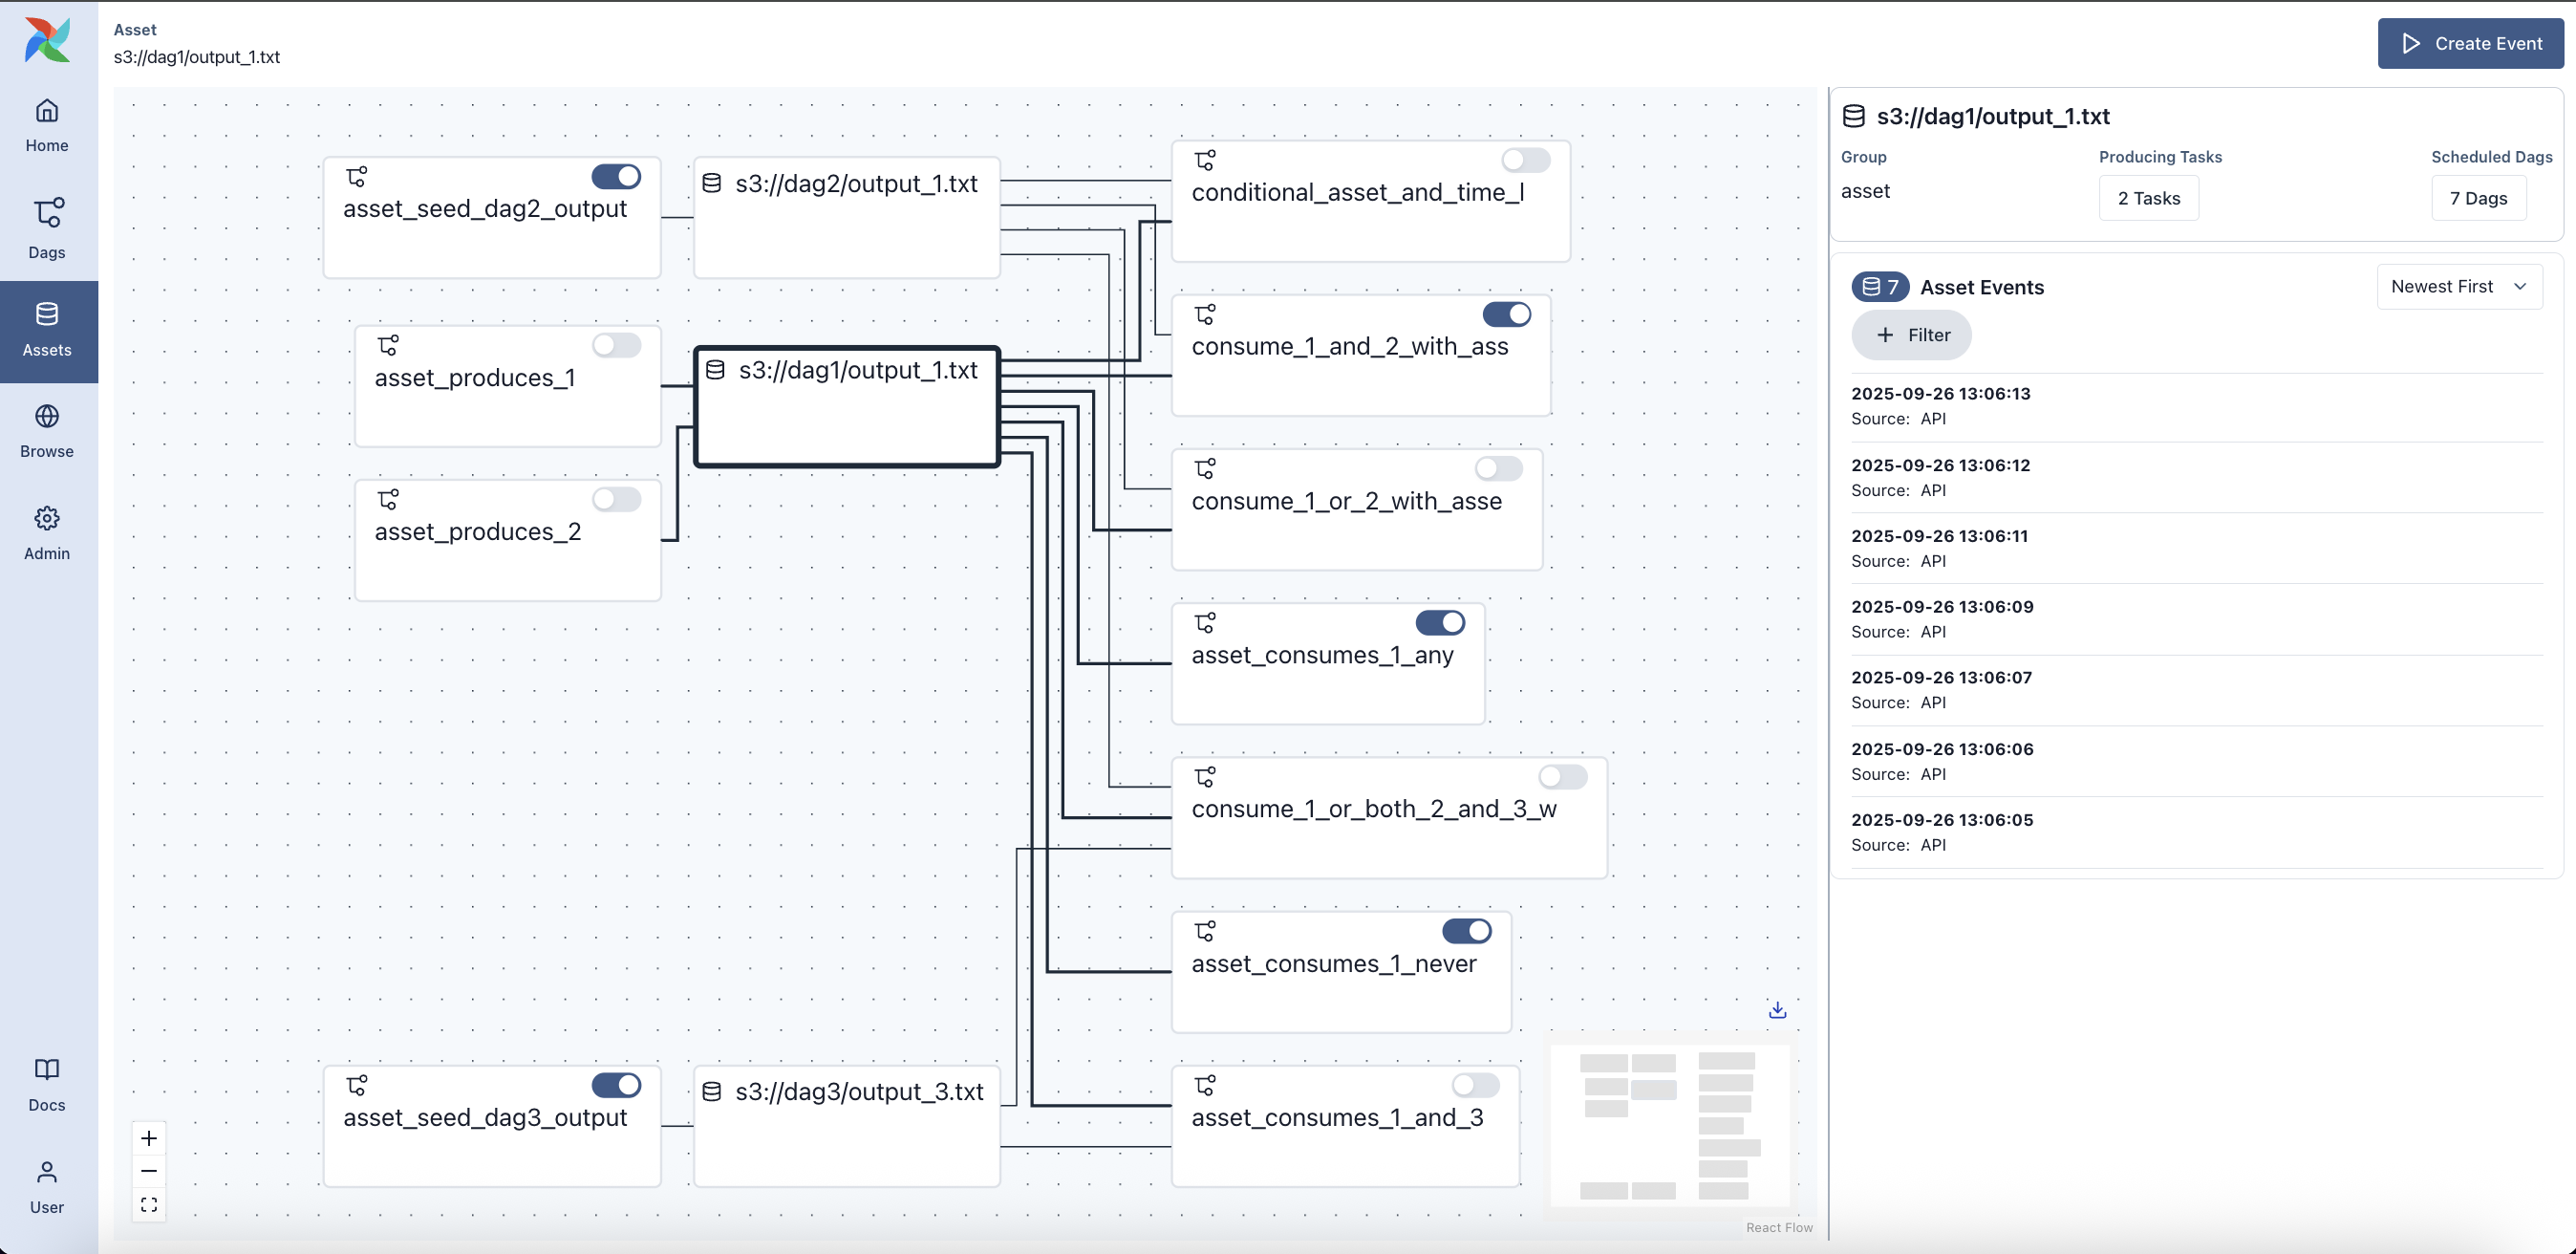 Asset
s3://dag1/output_1.txt
Create Event
Home
Dags
Assets
Browse
Admin
Docs
User
asset_seed_dag2_output
s3://dag2/output_1.txt
conditional_asset_and_time_l
asset_produces_1
s3://dag1/output_1.txt
consume_1_and_2_with_ass
asset_produces_2
consume_1_or_2_with_asse
asset_consumes_1_any
consume_1_or_both_2_and_3_w
asset_consumes_1_never
asset_seed_dag3_output
s3://dag3/output_3.txt
asset_consumes_1_and_3
React Flow
s3://dag1/output_1.txt
Group
Producing Tasks
Scheduled Dags
asset
2 Tasks
7 Dags
7 Asset Events
Newest First
+ Filter
2025-09-26 13:06:13
Source: API
2025-09-26 13:06:12
Source: API
2025-09-26 13:06:11
Source: API
2025-09-26 13:06:09
Source: API
2025-09-26 13:06:07
Source: API
2025-09-26 13:06:06
Source: API
2025-09-26 13:06:05
Source: API